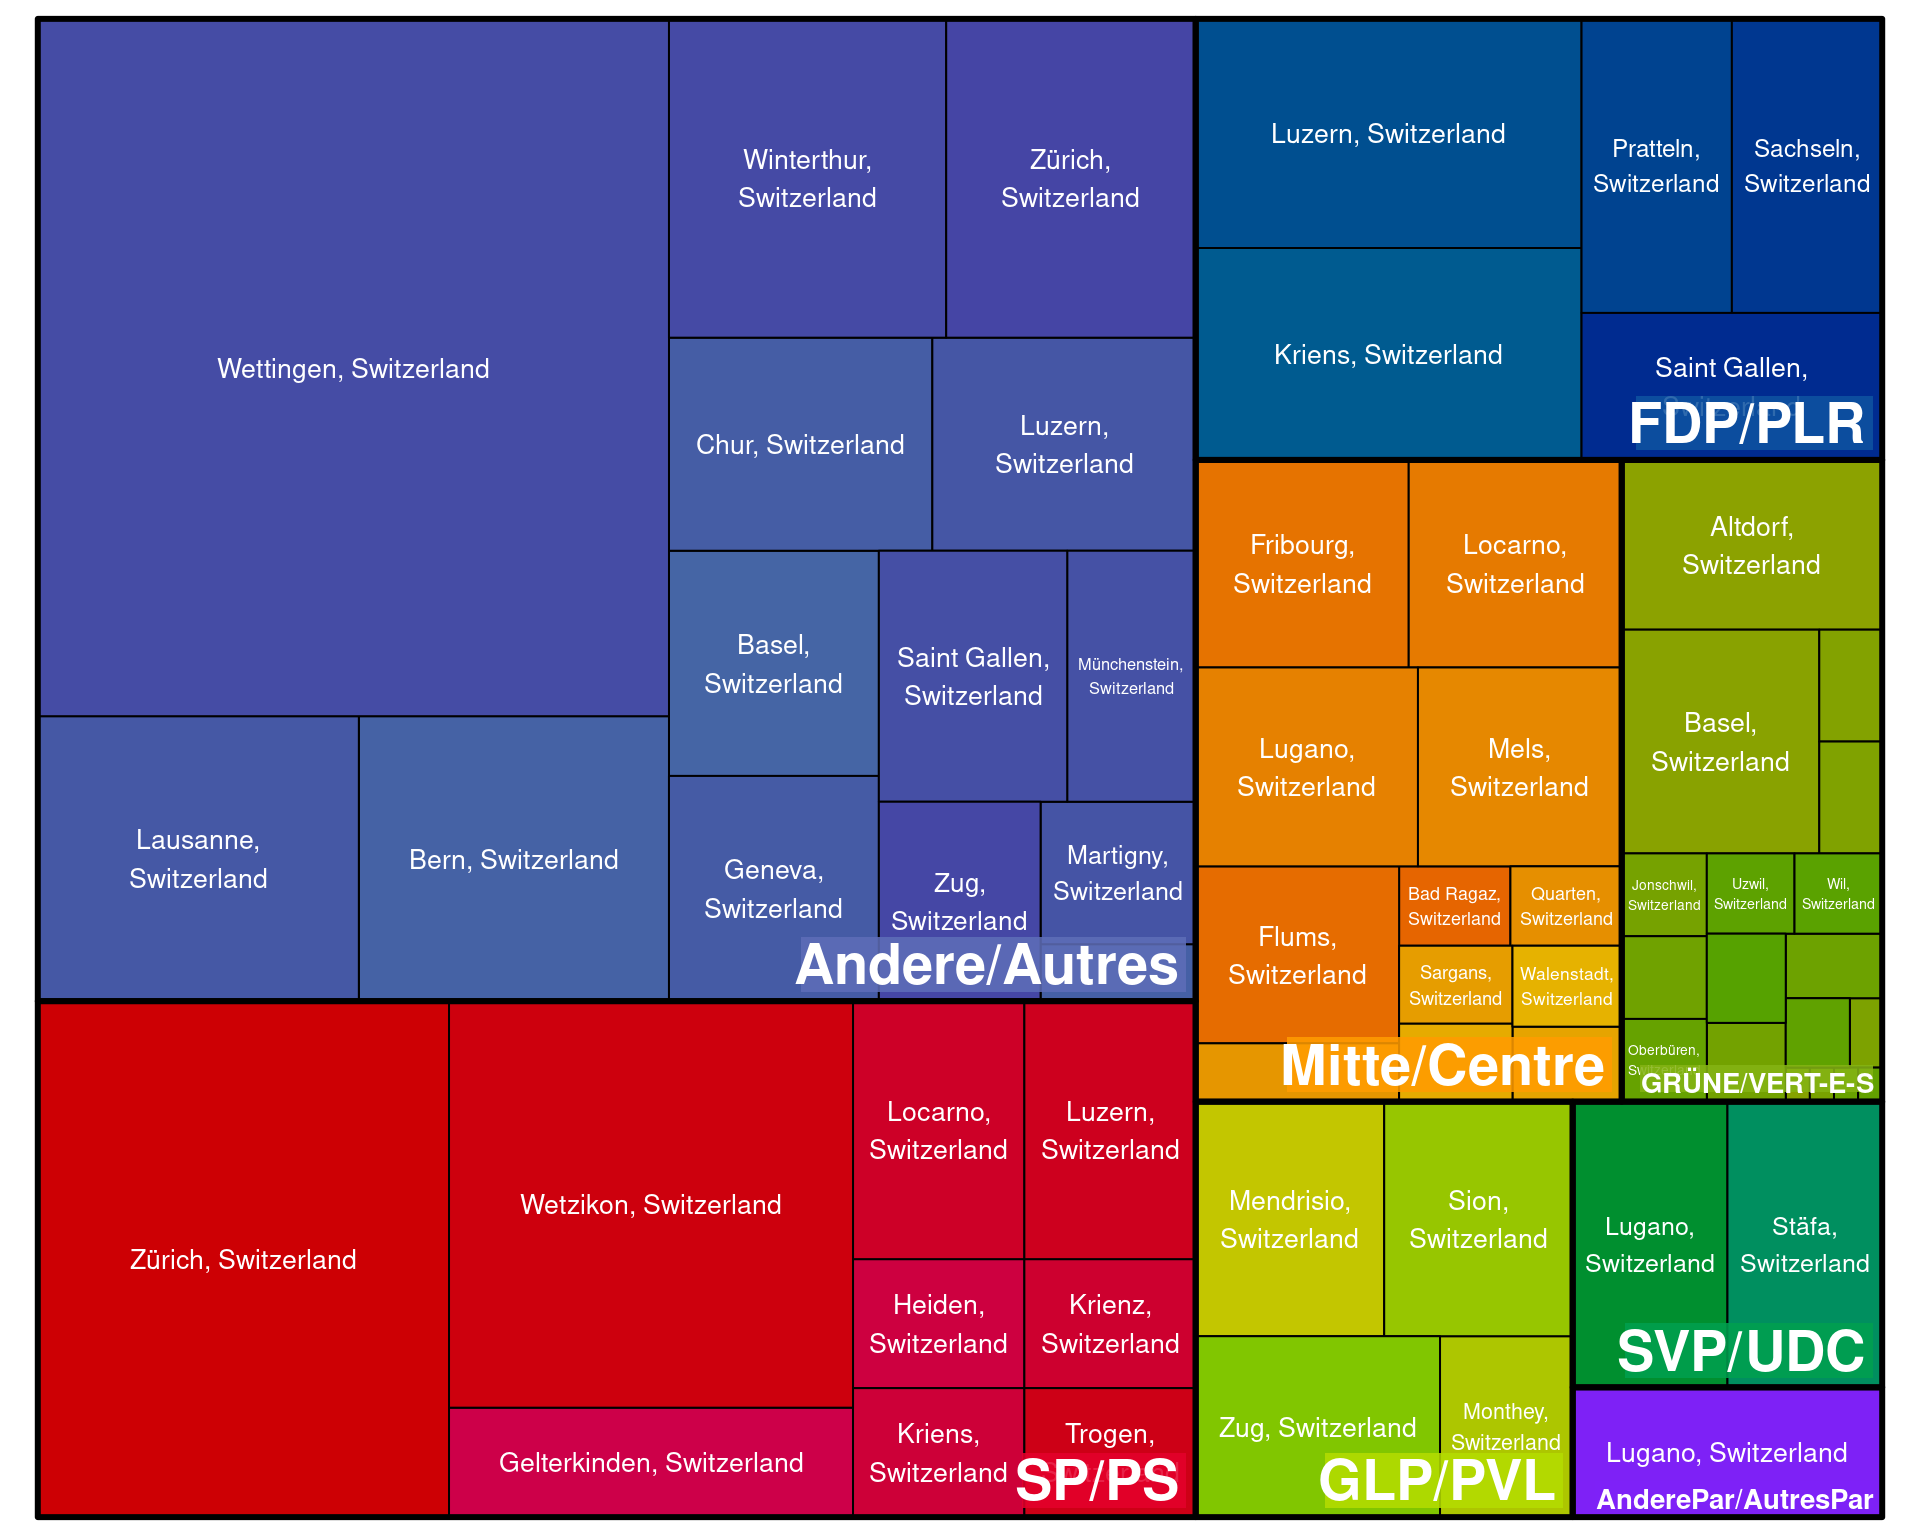 Wettingen, Switzerland
Winterthur,
Switzerland
Zürich,
Switzerland
Chur, Switzerland
Luzern,
Switzerland
Basel,
Switzerland
Saint Gallen,
Switzerland
Münchenstein,
Switzerland
Lausanne,
Switzerland
Bern, Switzerland
Geneva,
Switzerland
Zug,
Switzerland
Martigny,
Switzerland
Andere/Autres
Luzern, Switzerland
Pratteln,
Switzerland
Sachseln,
Switzerland
Kriens, Switzerland
Saint Gallen,
Switzerland
FDP/PLR
Fribourg,
Switzerland
Locarno,
Switzerland
Lugano,
Switzerland
Mels,
Switzerland
Flums,
Switzerland
Bad Ragaz,
Switzerland
Quarten,
Switzerland
Sargans,
Switzerland
Walenstadt,
Switzerland
Mitte/Centre
Altdorf,
Switzerland
Basel,
Switzerland
Jonschwil,
Switzerland
Uzwil,
Switzerland
Wil,
Switzerland
Oberbüren,
Switzerland
GRÜNE/VERT-E-S
Zürich, Switzerland
Wetzikon, Switzerland
Gelterkinden, Switzerland
Locarno,
Switzerland
Luzern,
Switzerland
Heiden,
Switzerland
Krienz,
Switzerland
Kriens,
Switzerland
Trogen,
Switzerland
SP/PS
Mendrisio,
Switzerland
Sion,
Switzerland
Zug, Switzerland
Monthey,
Switzerland
GLP/PVL
Lugano,
Switzerland
Stäfa,
Switzerland
SVP/UDC
Lugano, Switzerland
AnderePar/AutresPar